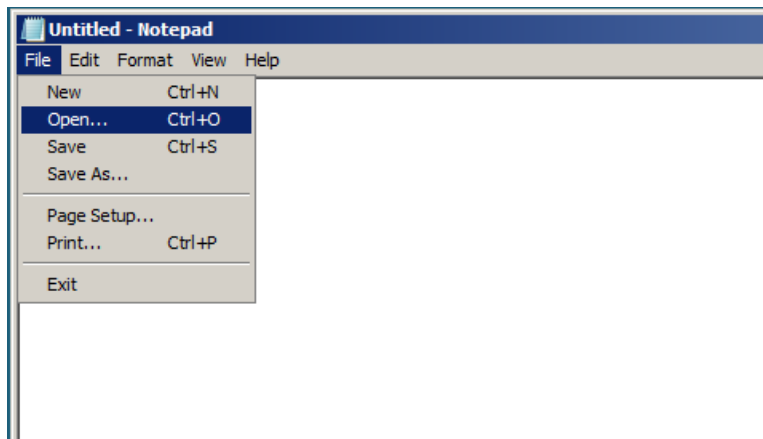 Untitled - Notepad
File Edit Format View Help
New Ctrl+N
Open... Ctrl+O
Save Ctrl+S
Save As...
Page Setup...
Print... Ctrl+P
Exit